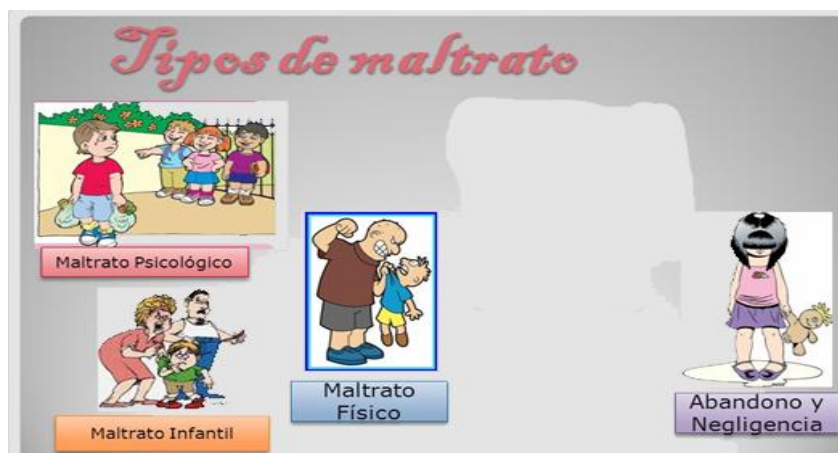 Tipos de maltrato
Maltrato Psicológico
Maltrato Infantil
Maltrato
Físico
Abandono y
Negligencia